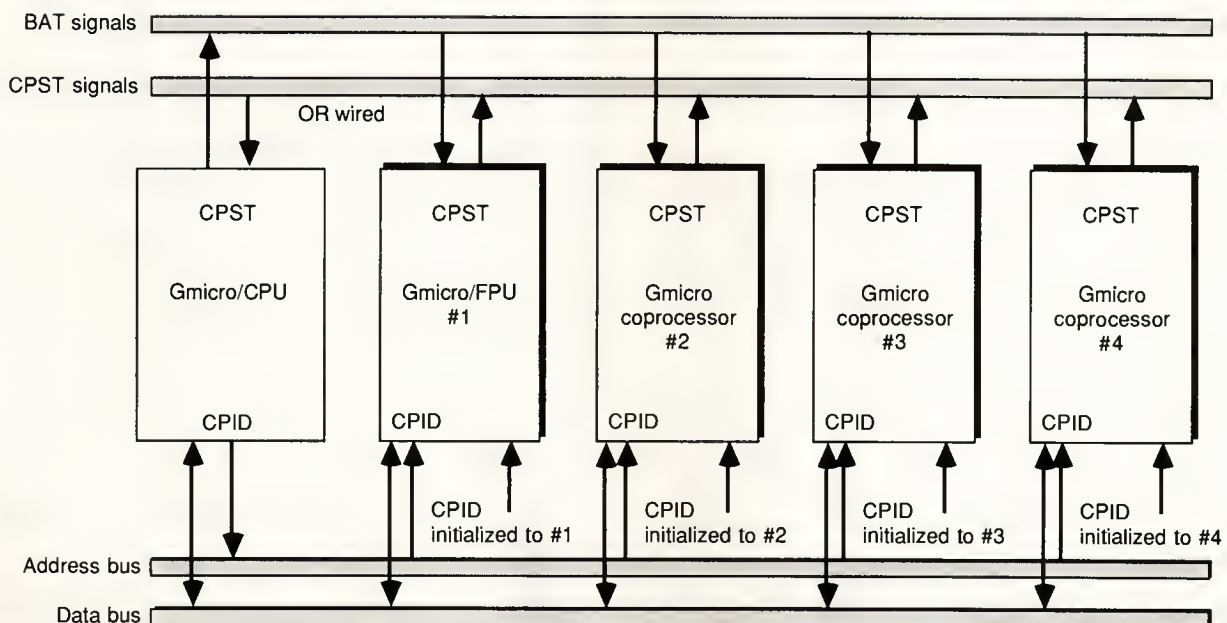 BAT signals
CPST signals
OR wired
CPST
CPST
CPST
CPST
CPST
Gmicro/CPU
Gmicro/FPU
#1
Gmicro
coprocessor
#2
Gmicro
coprocessor
#3
Gmicro
coprocessor
#4
CPID
CPID
CPID
CPID
CPID
CPID
initialized to #1
CPID
initialized to #2
CPID
initialized to #3
CPID
initialized to #4
Address bus
Data bus